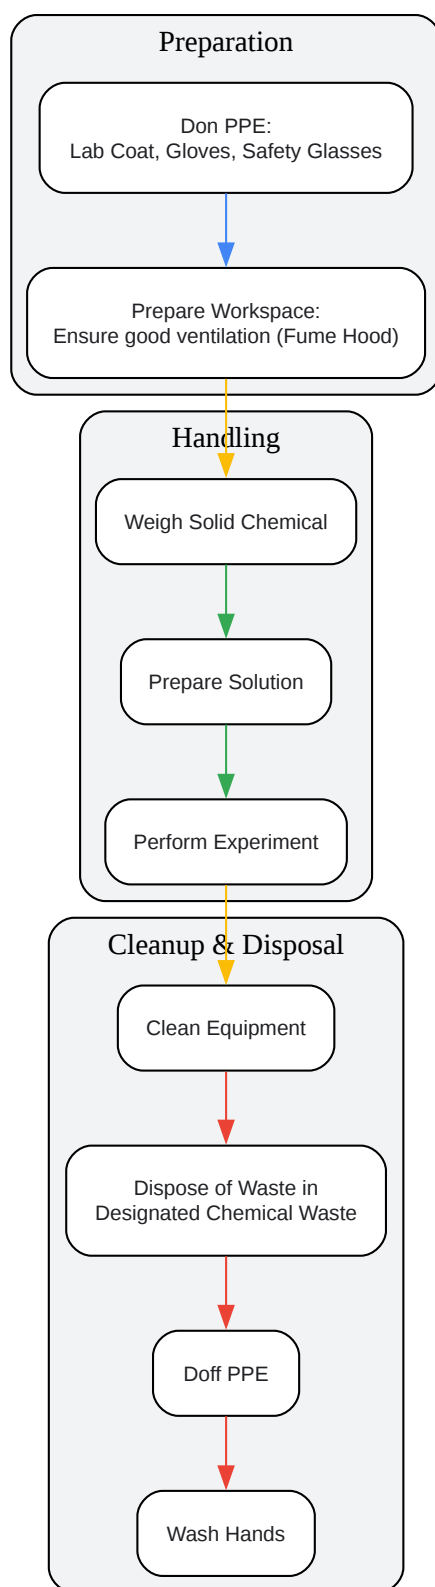 Preparation
Don PPE:
Lab Coat, Gloves, Safety Glasses
Prepare Workspace:
Ensure good ventilation (Fume Hood)
Handling
Weigh Solid Chemical
Prepare Solution
Perform Experiment
Cleanup & Disposal
Clean Equipment
Dispose of Waste in
Designated Chemical Waste
Doff PPE
Wash Hands